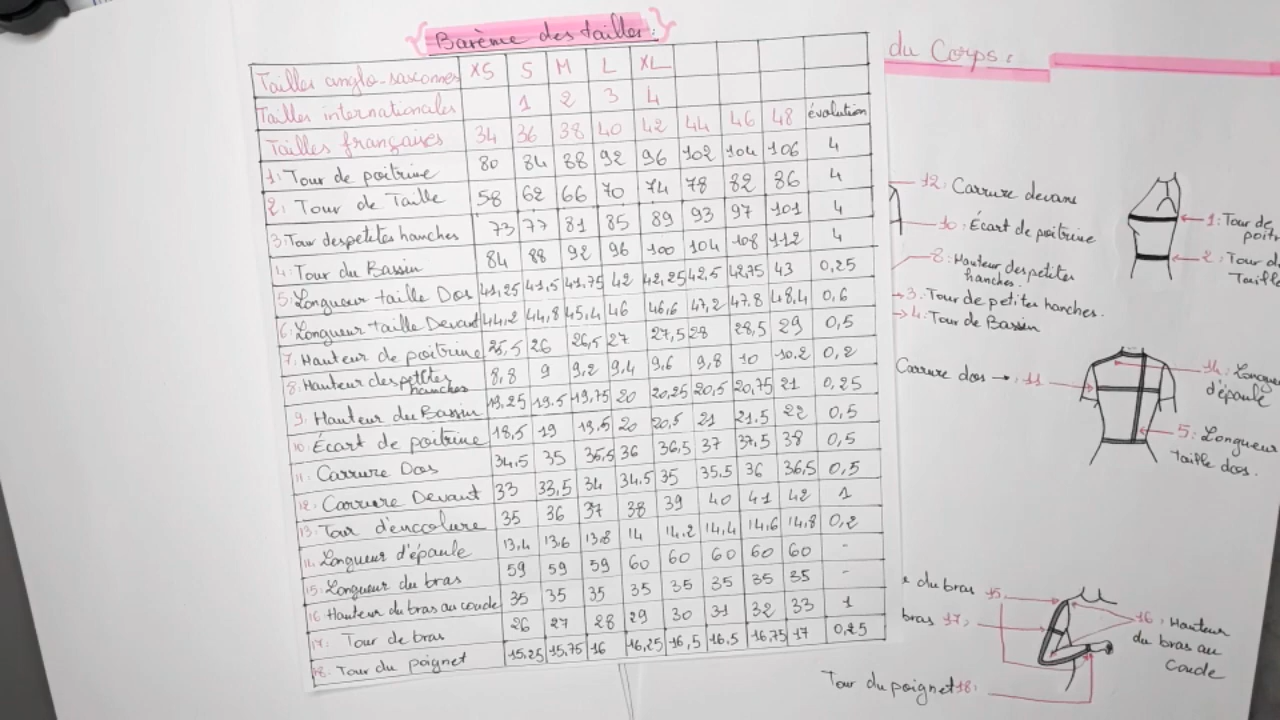 Barème des tailles:
Tailles anglo-saxonnes XS S M L XL
Tailles internationales 1 2 3 4
Tailles françaises 34 36 38 40 42 44 46 48 évolution
1: Tour de poitrine 80 84 88 92 96 102 104 106 4
2: Tour de Taille 58 62 66 70 74 78 82 86 4
3: Tour des petites hanches 73 77 81 85 89 93 97 101 4
4: Tour du Bassin 84 88 92 96 100 104 108 112 4
5: Longueur taille Dos 41,25 41,5 41,75 42 42,25 42,5 42,75 43 0,25
6: Longueur taille Devant 44,2 44,8 45,4 46 46,6 47,2 47,8 48,4 0,6
7: Hauteur de poitrine 25,5 26 26,5 27 27,5 28 28,5 29 0,5
8: Hauteur des petites hanches 8,8 9 9,2 9,4 9,6 9,8 10 10,2 0,2
9: Hauteur du Bassin 19,25 19,5 19,75 20 20,25 20,5 20,75 21 0,25
10: Écart de poitrine 18,5 19 19,5 20 20,5 21 21,5 22 0,5
11: Carrure Dos 34,5 35 35,5 36 36,5 37 37,5 38 0,5
12: Carrure Devant 33 33,5 34 34,5 35 35,5 36 36,5 0,5
13: Tour d'enccolure 35 36 37 38 39 40 41 42 1
14: Longueur d'épaule 13,4 13,6 13,8 14 14,2 14,4 14,6 14,8 0,2
15: Longueur du bras 59 59 59 60 60 60 60 60 -
16: Hauteur du bras au coude 35 35 35 35 35 35 35 35 -
17: Tour de bras 26 27 28 29 30 31 32 33 1
18: Tour du poignet 15,25 15,75 16 16,25 16,5 16,5 16,75 17 0,25
du Corps:
12: Carrure devant
10: Écart de poitrine
8: Hauteur des petites
hanches.
3: Tour de petites hanches.
4: Tour de Bassin
1: Tour de
2: Tour
Carrure dos → 11
14:
d'épaule
5: Longueur
Taille dos.
du bras 15
bras 17:
16: Hauteur
du bras au
Coude
Tour du poignet 18: